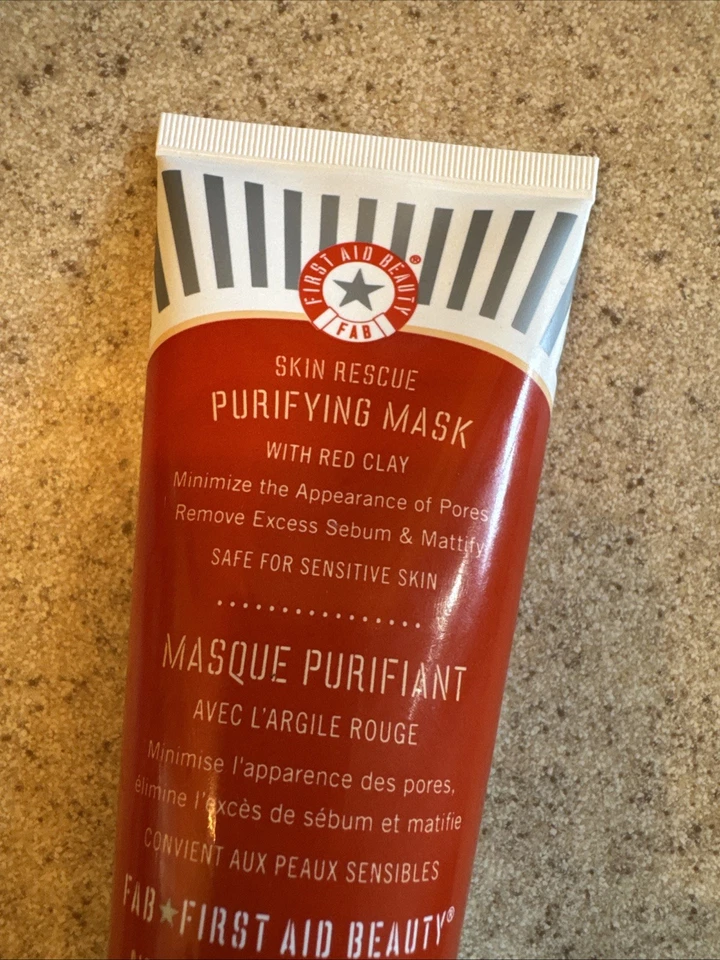 FIRST AID BEAUTY®
FAB
SKIN RESCUE
PURIFYING MASK
WITH RED CLAY
Minimize the Appearance of Pores
Remove Excess Sebum & Mattify
SAFE FOR SENSITIVE SKIN
MASQUE PURIFIANT
AVEC L'ARGILE ROUGE
Minimise l'apparence des pores,
élimine l'excès de sébum et matifie
CONVIENT AUX PEAUX SENSIBLES
FAB★FIRST AID BEAUTY®